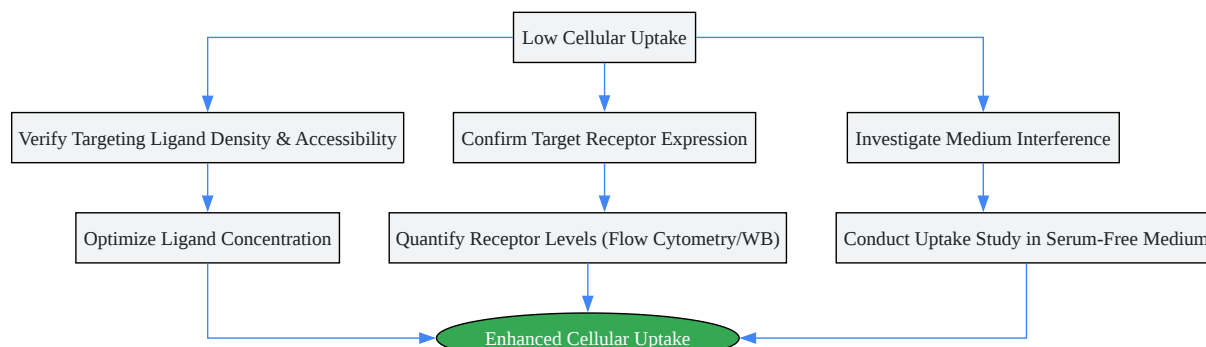 Low Cellular Uptake
Verify Targeting Ligand Density & Accessibility
Confirm Target Receptor Expression
Investigate Medium Interference
Optimize Ligand Concentration
Quantify Receptor Levels (Flow Cytometry/WB)
Conduct Uptake Study in Serum-Free Medium
Enhanced Cellular Uptake